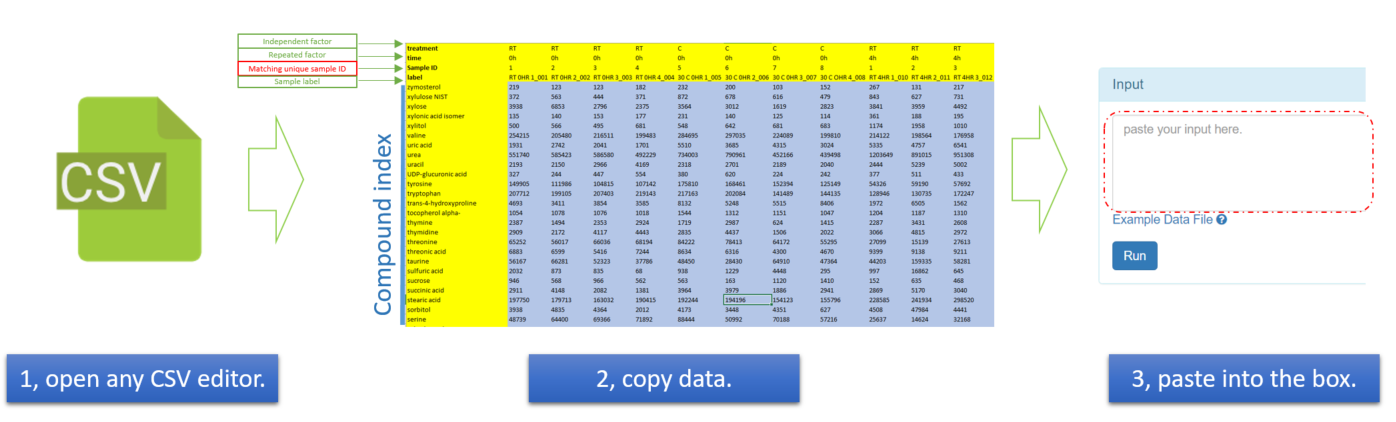 Independent factor
Repeated factor
Matching unique sample ID
Sample label
treatment RT RT RT RT C C C C RT RT RT
time 0h 0h 0h 0h 0h 0h 0h 0h 4h 4h 4h
Sample ID 1 2 3 4 5 6 7 8 1 2 3
label RT 0HR 1_001 RT 0HR 2_002 RT 0HR 3_003 RT 0HR 4_004 30 C 0HR 1_005 30 C 0HR 2_006 30 C 0HR 3_007 30 C 0HR 4_008 RT 4HR 1_010 RT 4HR 2_011 RT 4HR 3_012
zymosterol 219 123 123 182 232 200 103 152 267 131 217
xylulose NIST 372 563 444 371 872 678 616 479 843 627 731
xylose 3938 6853 2796 2375 3564 3012 1619 2823 3841 3959 4492
xylonic acid isomer 135 140 153 177 231 140 125 114 361 188 195
xylitol 500 566 495 681 548 642 681 683 1174 1958 1010
valine 254215 205480 216511 199483 284695 297035 224089 199810 214122 198564 176958
uric acid 1931 2742 2041 1701 5510 3685 4315 3024 5335 4757 6541
urea 551740 585423 586580 492229 734003 790961 452166 439498 1203649 891015 951308
uracil 2193 2150 2966 4169 2318 2701 2189 2040 2444 5239 5002
UDP-glucuronic acid 327 244 447 554 380 620 224 242 377 511 433
tyrosine 149905 111986 104815 107142 175810 168461 152394 125149 54326 59190 57692
tryptophan 207712 199105 207403 219143 217163 202084 141489 144135 128946 130735 172247
trans-4-hydroxyproline 4693 3411 3854 3585 8132 5248 5515 8406 1972 6505 1562
tocopherol alpha- 1054 1078 1076 1018 1544 1312 1151 1047 1204 1187 1310
thymine 2387 1494 2353 2924 1719 2987 624 1415 2287 3431 2608
thymidine 2909 2172 4117 4443 2835 4437 1506 2022 3066 4815 2972
threonine 65252 56017 66036 68194 84222 78413 64172 55295 27099 15139 27613
threonic acid 6883 6599 5416 7244 8634 6316 4300 4670 9399 9138 9211
taurine 56167 66281 52323 37786 48450 28430 64910 47364 44203 159335 58281
sulfuric acid 2032 873 835 68 938 1229 4448 295 997 16862 645
sucrose 946 568 966 562 563 163 1120 1410 152 635 468
succinic acid 2911 4148 2082 1381 3964 3979 1886 2941 2869 5170 3040
stearic acid 197750 179713 163032 190415 192244 194196 154123 155796 228585 241934 298520
sorbitol 3938 4835 4364 2012 4173 3448 4351 627 4508 47984 4441
serine 48739 64400 69366 71892 88444 50992 70188 57216 25637 14624 32168
Compound index
CSV
Input
paste your input here.
Example Data File ?
Run
1, open any CSV editor.
2, copy data.
3, paste into the box.